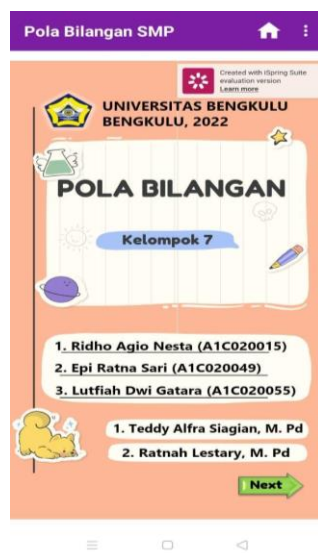 Pola Bilangan SMP
Created with iSpring Suite
evaluation version
Learn more
UNIVERSITAS BENGKULU
BENGKULU, 2022
POLA BILANGAN
Kelompok 7
1. Ridho Agio Nesta (A1C020015)
2. Epi Ratna Sari (A1C020049)
3. Lutfiah Dwi Gatara (A1C020055)
1. Teddy Alfra Siagian, M. Pd
2. Ratnah Lestary, M. Pd
Next